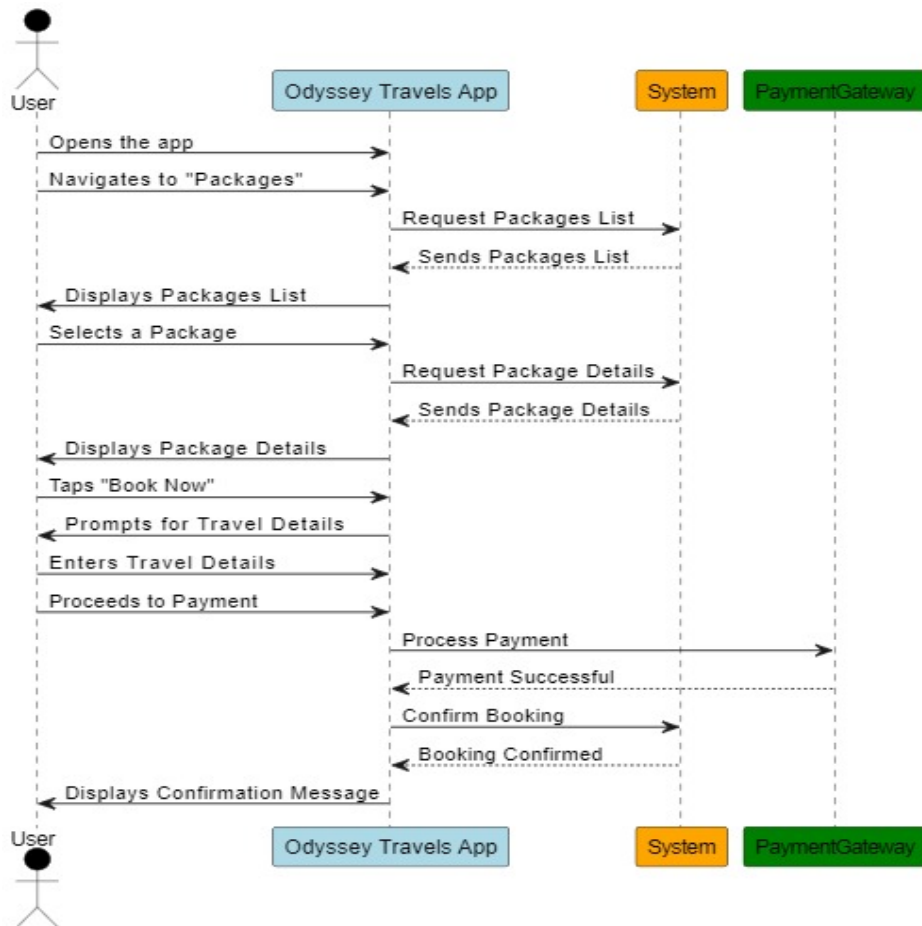 User
Odyssey Travels App
System
PaymentGateway
Opens the app
Navigates to "Packages"
Request Packages List
Sends Packages List
Displays Packages List
Selects a Package
Request Package Details
Sends Package Details
Displays Package Details
Taps "Book Now"
Prompts for Travel Details
Enters Travel Details
Proceeds to Payment
Process Payment
Payment Successful
Confirm Booking
Booking Confirmed
Displays Confirmation Message
User
Odyssey Travels App
System
PaymentGateway